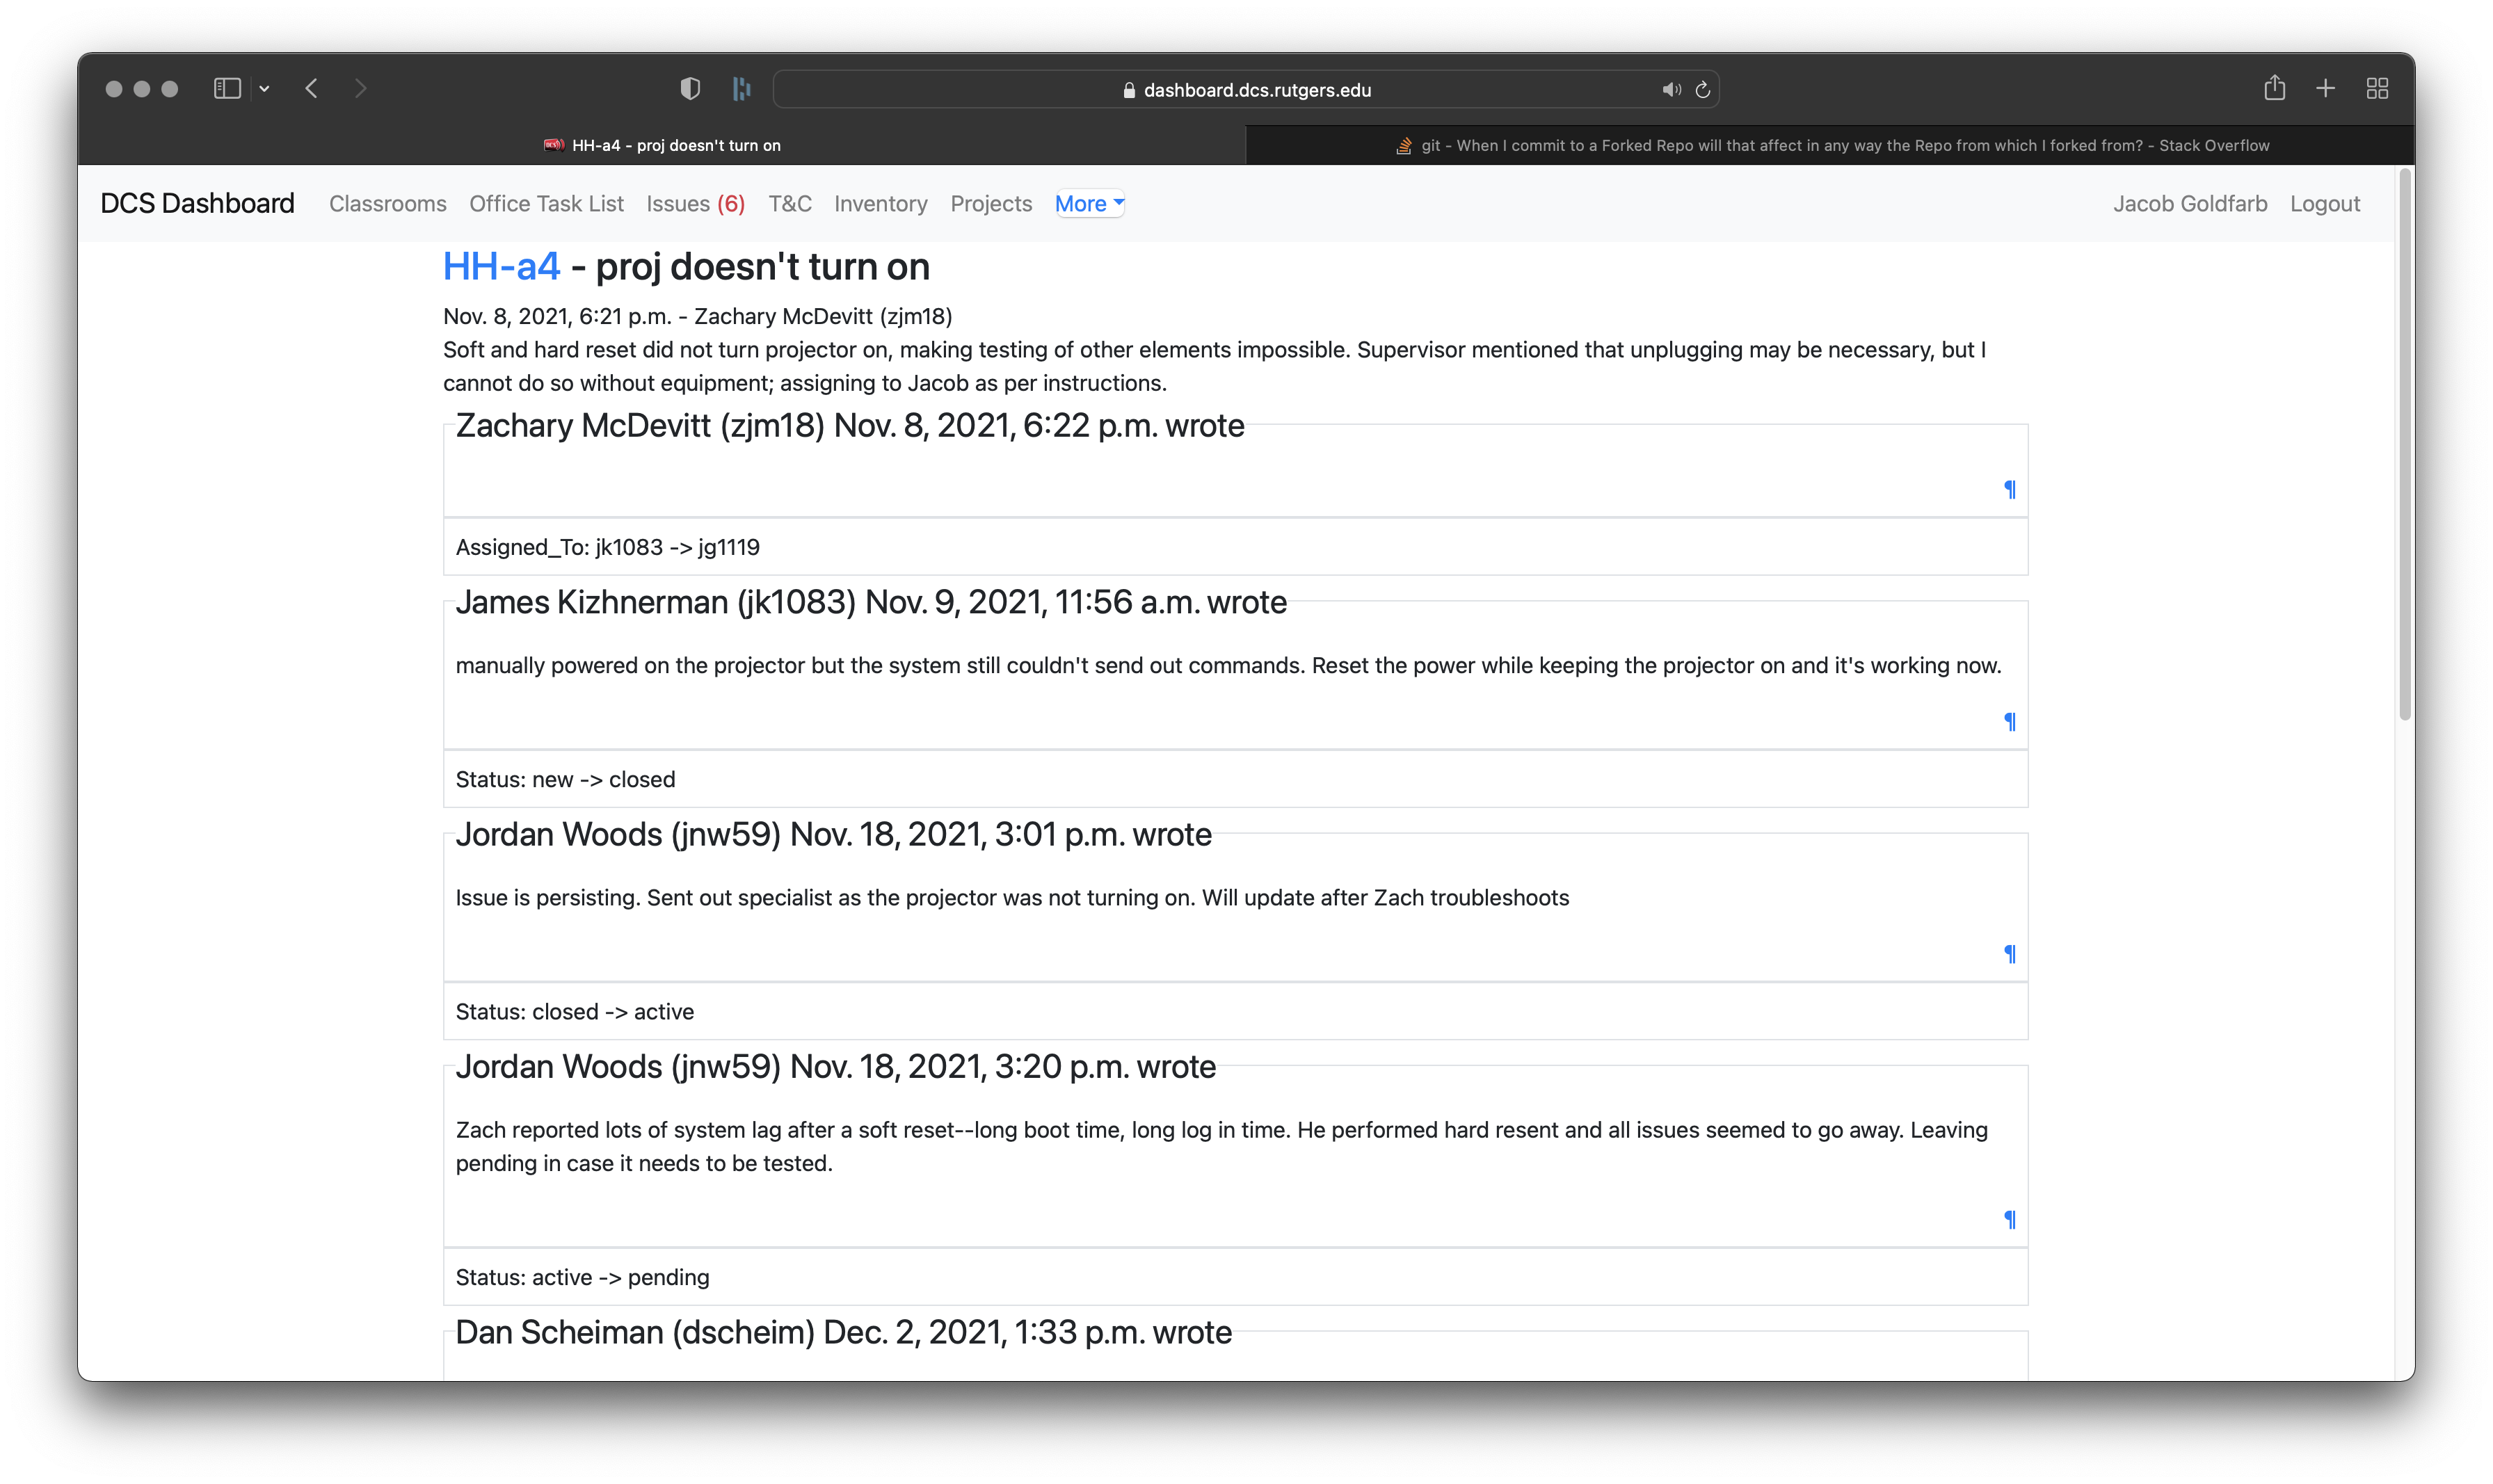 dashboard.dcs.rutgers.edu
HH-a4 - proj doesn't turn on
git - When I commit to a Forked Repo will that affect in any way the Repo from which I forked from? - Stack Overflow
DCS Dashboard Classrooms Office Task List Issues (6) T&C Inventory Projects More Jacob Goldfarb Logout
HH-a4 - proj doesn't turn on
Nov. 8, 2021, 6:21 p.m. - Zachary McDevitt (zjm18)
Soft and hard reset did not turn projector on, making testing of other elements impossible. Supervisor mentioned that unplugging may be necessary, but I
cannot do so without equipment; assigning to Jacob as per instructions.
Zachary McDevitt (zjm18) Nov. 8, 2021, 6:22 p.m. wrote
¶
Assigned_To: jk1083 -> jg1119
James Kizhnerman (jk1083) Nov. 9, 2021, 11:56 a.m. wrote
manually powered on the projector but the system still couldn't send out commands. Reset the power while keeping the projector on and it's working now.
¶
Status: new -> closed
Jordan Woods (jnw59) Nov. 18, 2021, 3:01 p.m. wrote
Issue is persisting. Sent out specialist as the projector was not turning on. Will update after Zach troubleshoots
¶
Status: closed -> active
Jordan Woods (jnw59) Nov. 18, 2021, 3:20 p.m. wrote
Zach reported lots of system lag after a soft reset--long boot time, long log in time. He performed hard resent and all issues seemed to go away. Leaving
pending in case it needs to be tested.
¶
Status: active -> pending
Dan Scheiman (dscheim) Dec. 2, 2021, 1:33 p.m. wrote